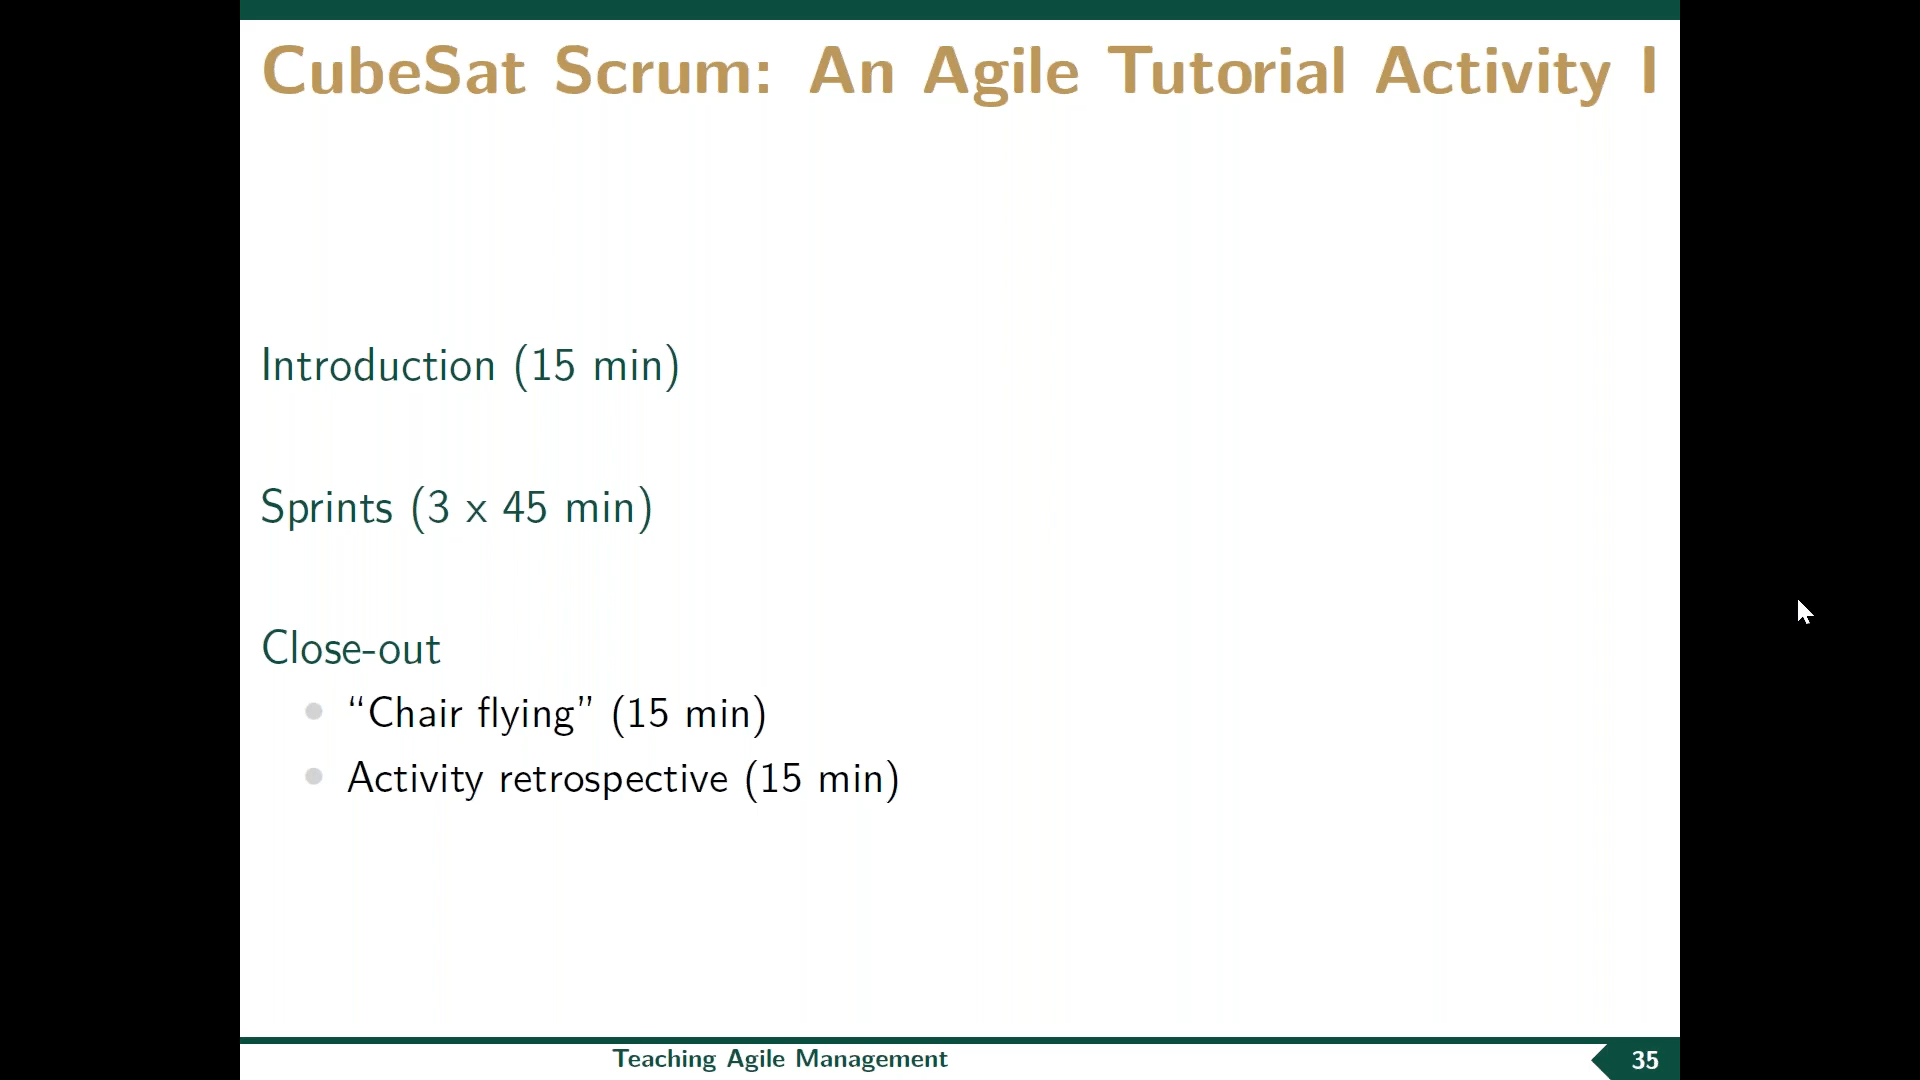 CubeSat Scrum: An Agile Tutorial Activity I
Introduction (15 min)
Sprints (3 x 45 min)
Close-out
“Chair flying” (15 min)
Activity retrospective (15 min)
Teaching Agile Management
35